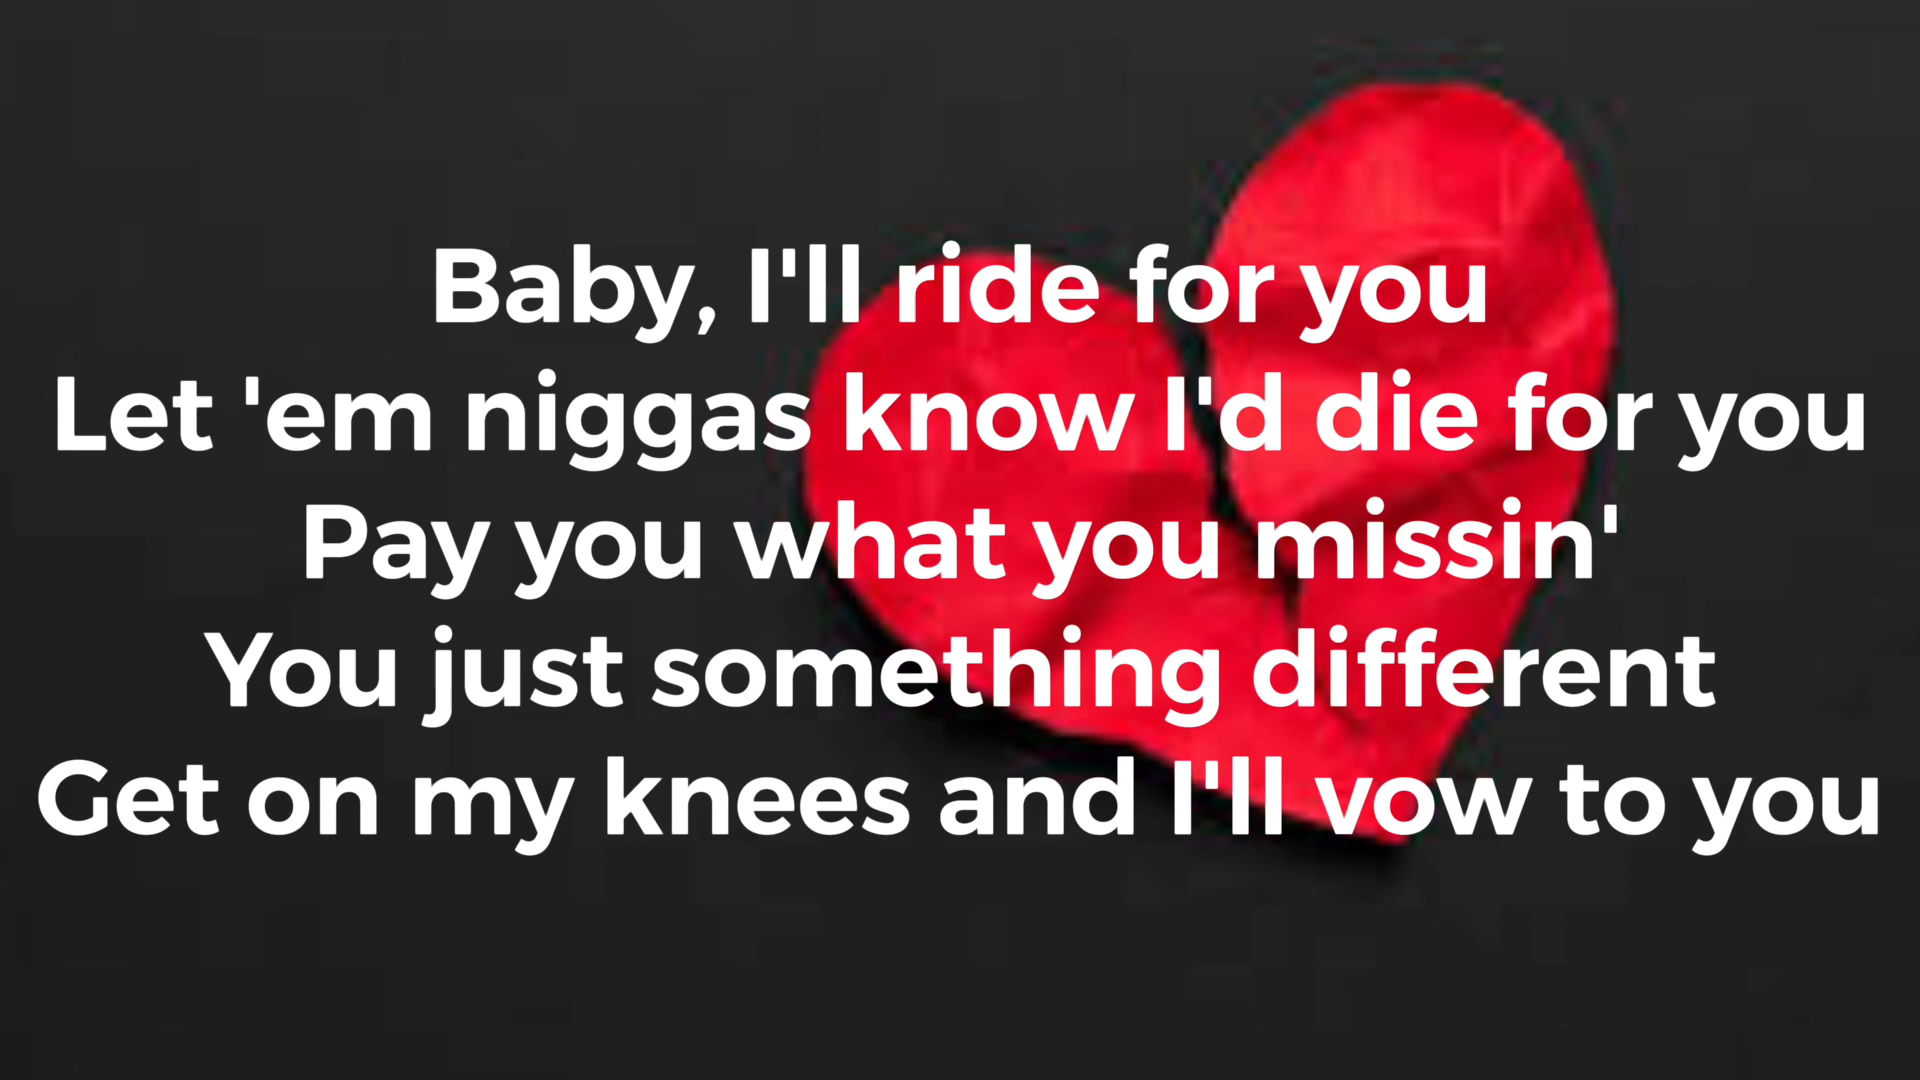 Baby, I'll ride for you
Let 'em niggas know I'd die for you
Pay you what you missin'
You just something different
Get on my knees and I'll vow to you